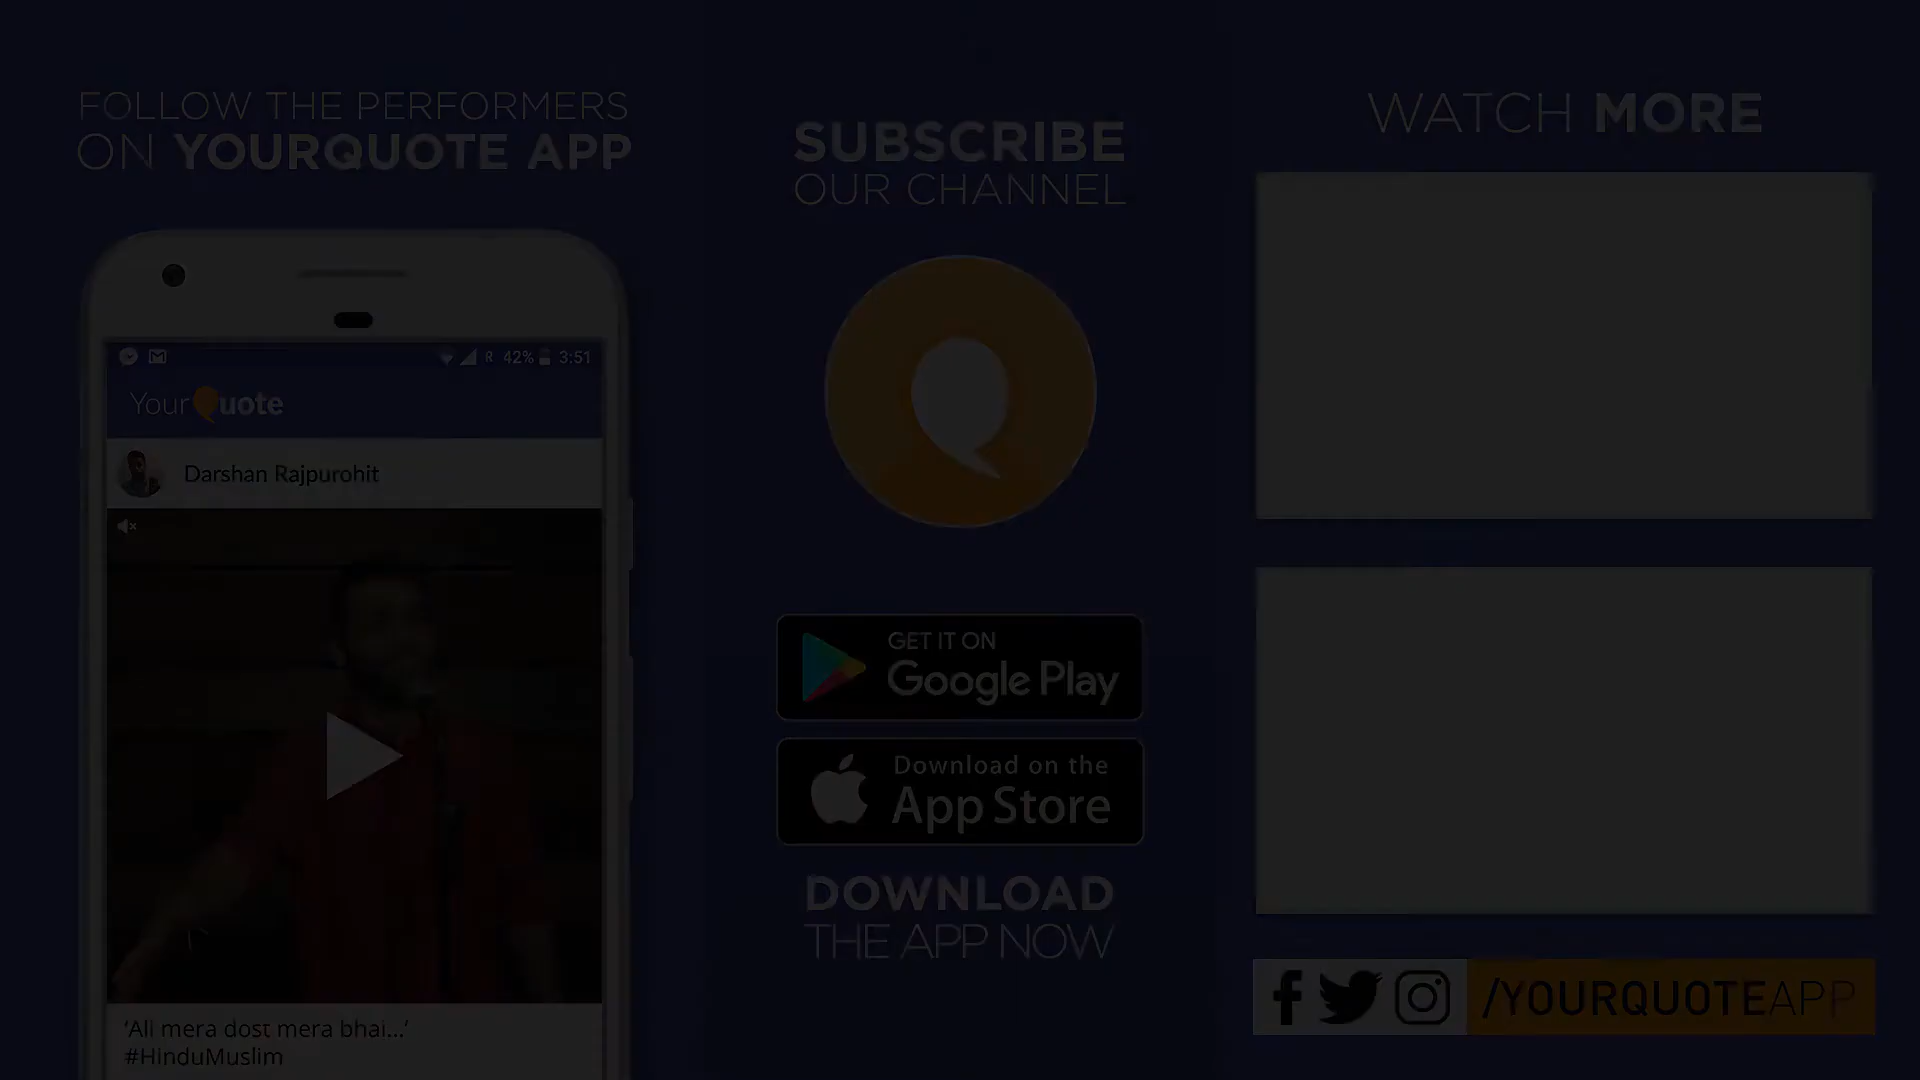 FOLLOW THE PERFORMERS
ON YOURQUOTE APP
R 42% 3:51
YourQuote
Darshan Rajpurohit
'Ali mera dost mera bhai...'
#HinduMuslim
SUBSCRIBE
OUR CHANNEL
GET IT ON
Google Play
Download on the
App Store
DOWNLOAD
THE APP NOW
WATCH MORE
/YOURQUOTEAPP